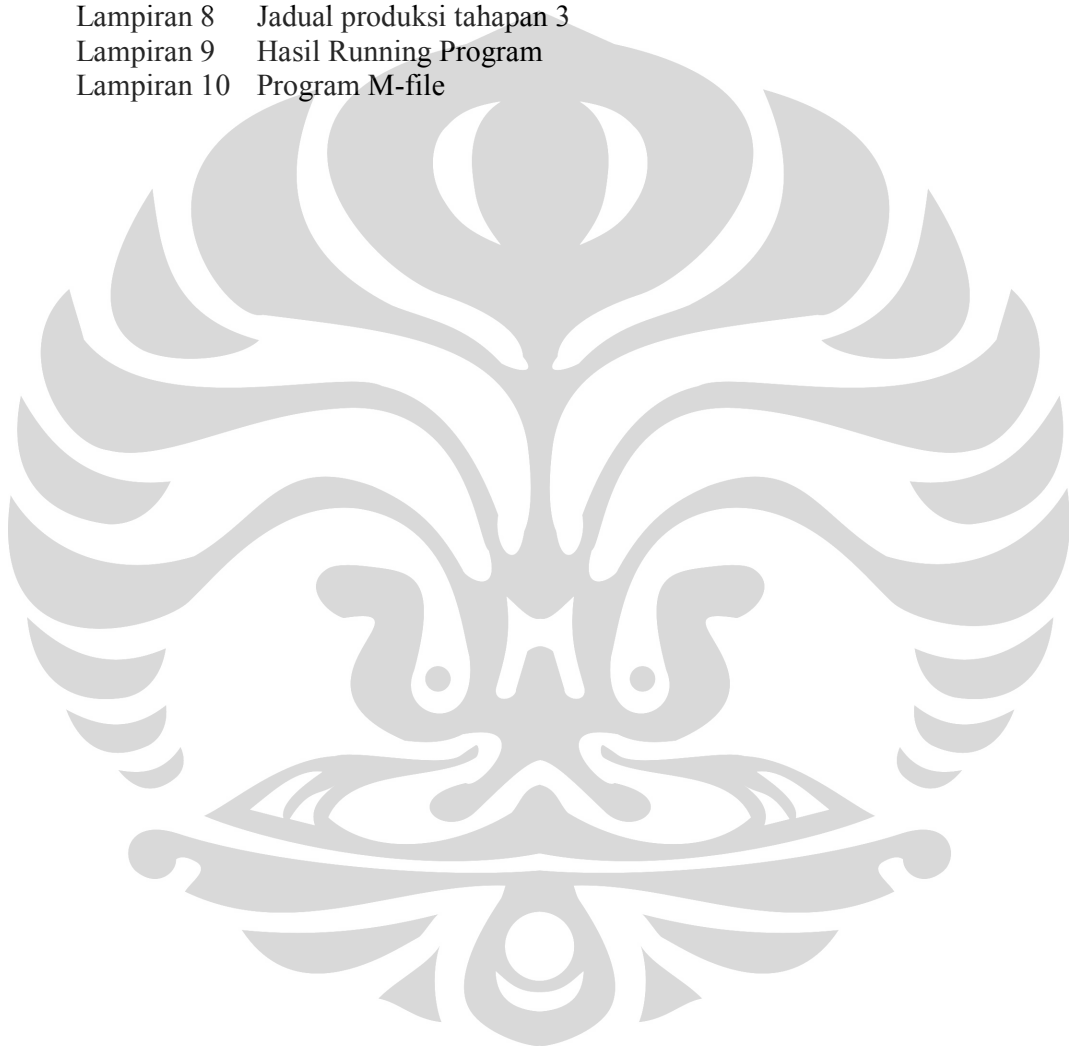 Lampiran 8 Jadual produksi tahapan 3
Lampiran 9 Hasil Running Program
Lampiran 10 Program M-file